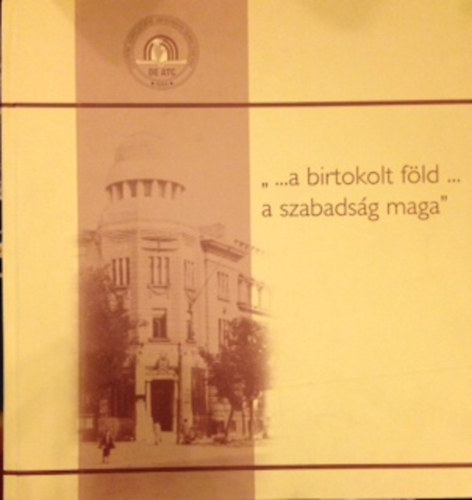 DE ATC
„ ...a birtokolt föld ...
a szabadság maga”